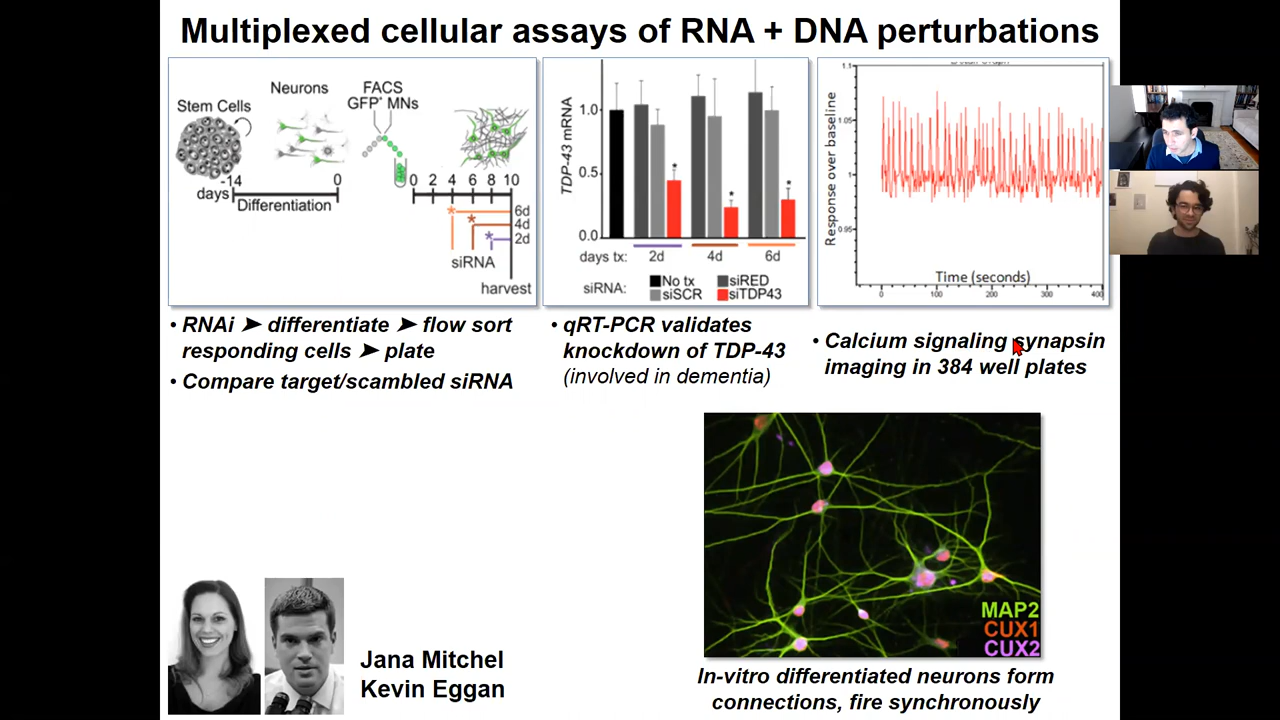 Multiplexed cellular assays of RNA + DNA perturbations
Stem Cells
Neurons
FACS
GFP+ MNs
-14
0
0 2 4 6 8 10
days
Differentiation
6d
4d
2d
siRNA
harvest
TDP-43 mRNA
1.0
0.5
0.0
* * *
days tx: 2d 4d 6d
siRNA: No tx siRED
siSCR siTDP43
Response over baseline
1.1
1.05
1
0.95
Time (seconds)
0 100 200 300 400
• RNAi ➤ differentiate ➤ flow sort
responding cells ➤ plate
• Compare target/scambled siRNA
• qRT-PCR validates
knockdown of TDP-43
(involved in dementia)
• Calcium signaling synapsin
imaging in 384 well plates
MAP2
CUX1
CUX2
In-vitro differentiated neurons form
connections, fire synchronously
Jana Mitchel
Kevin Eggan